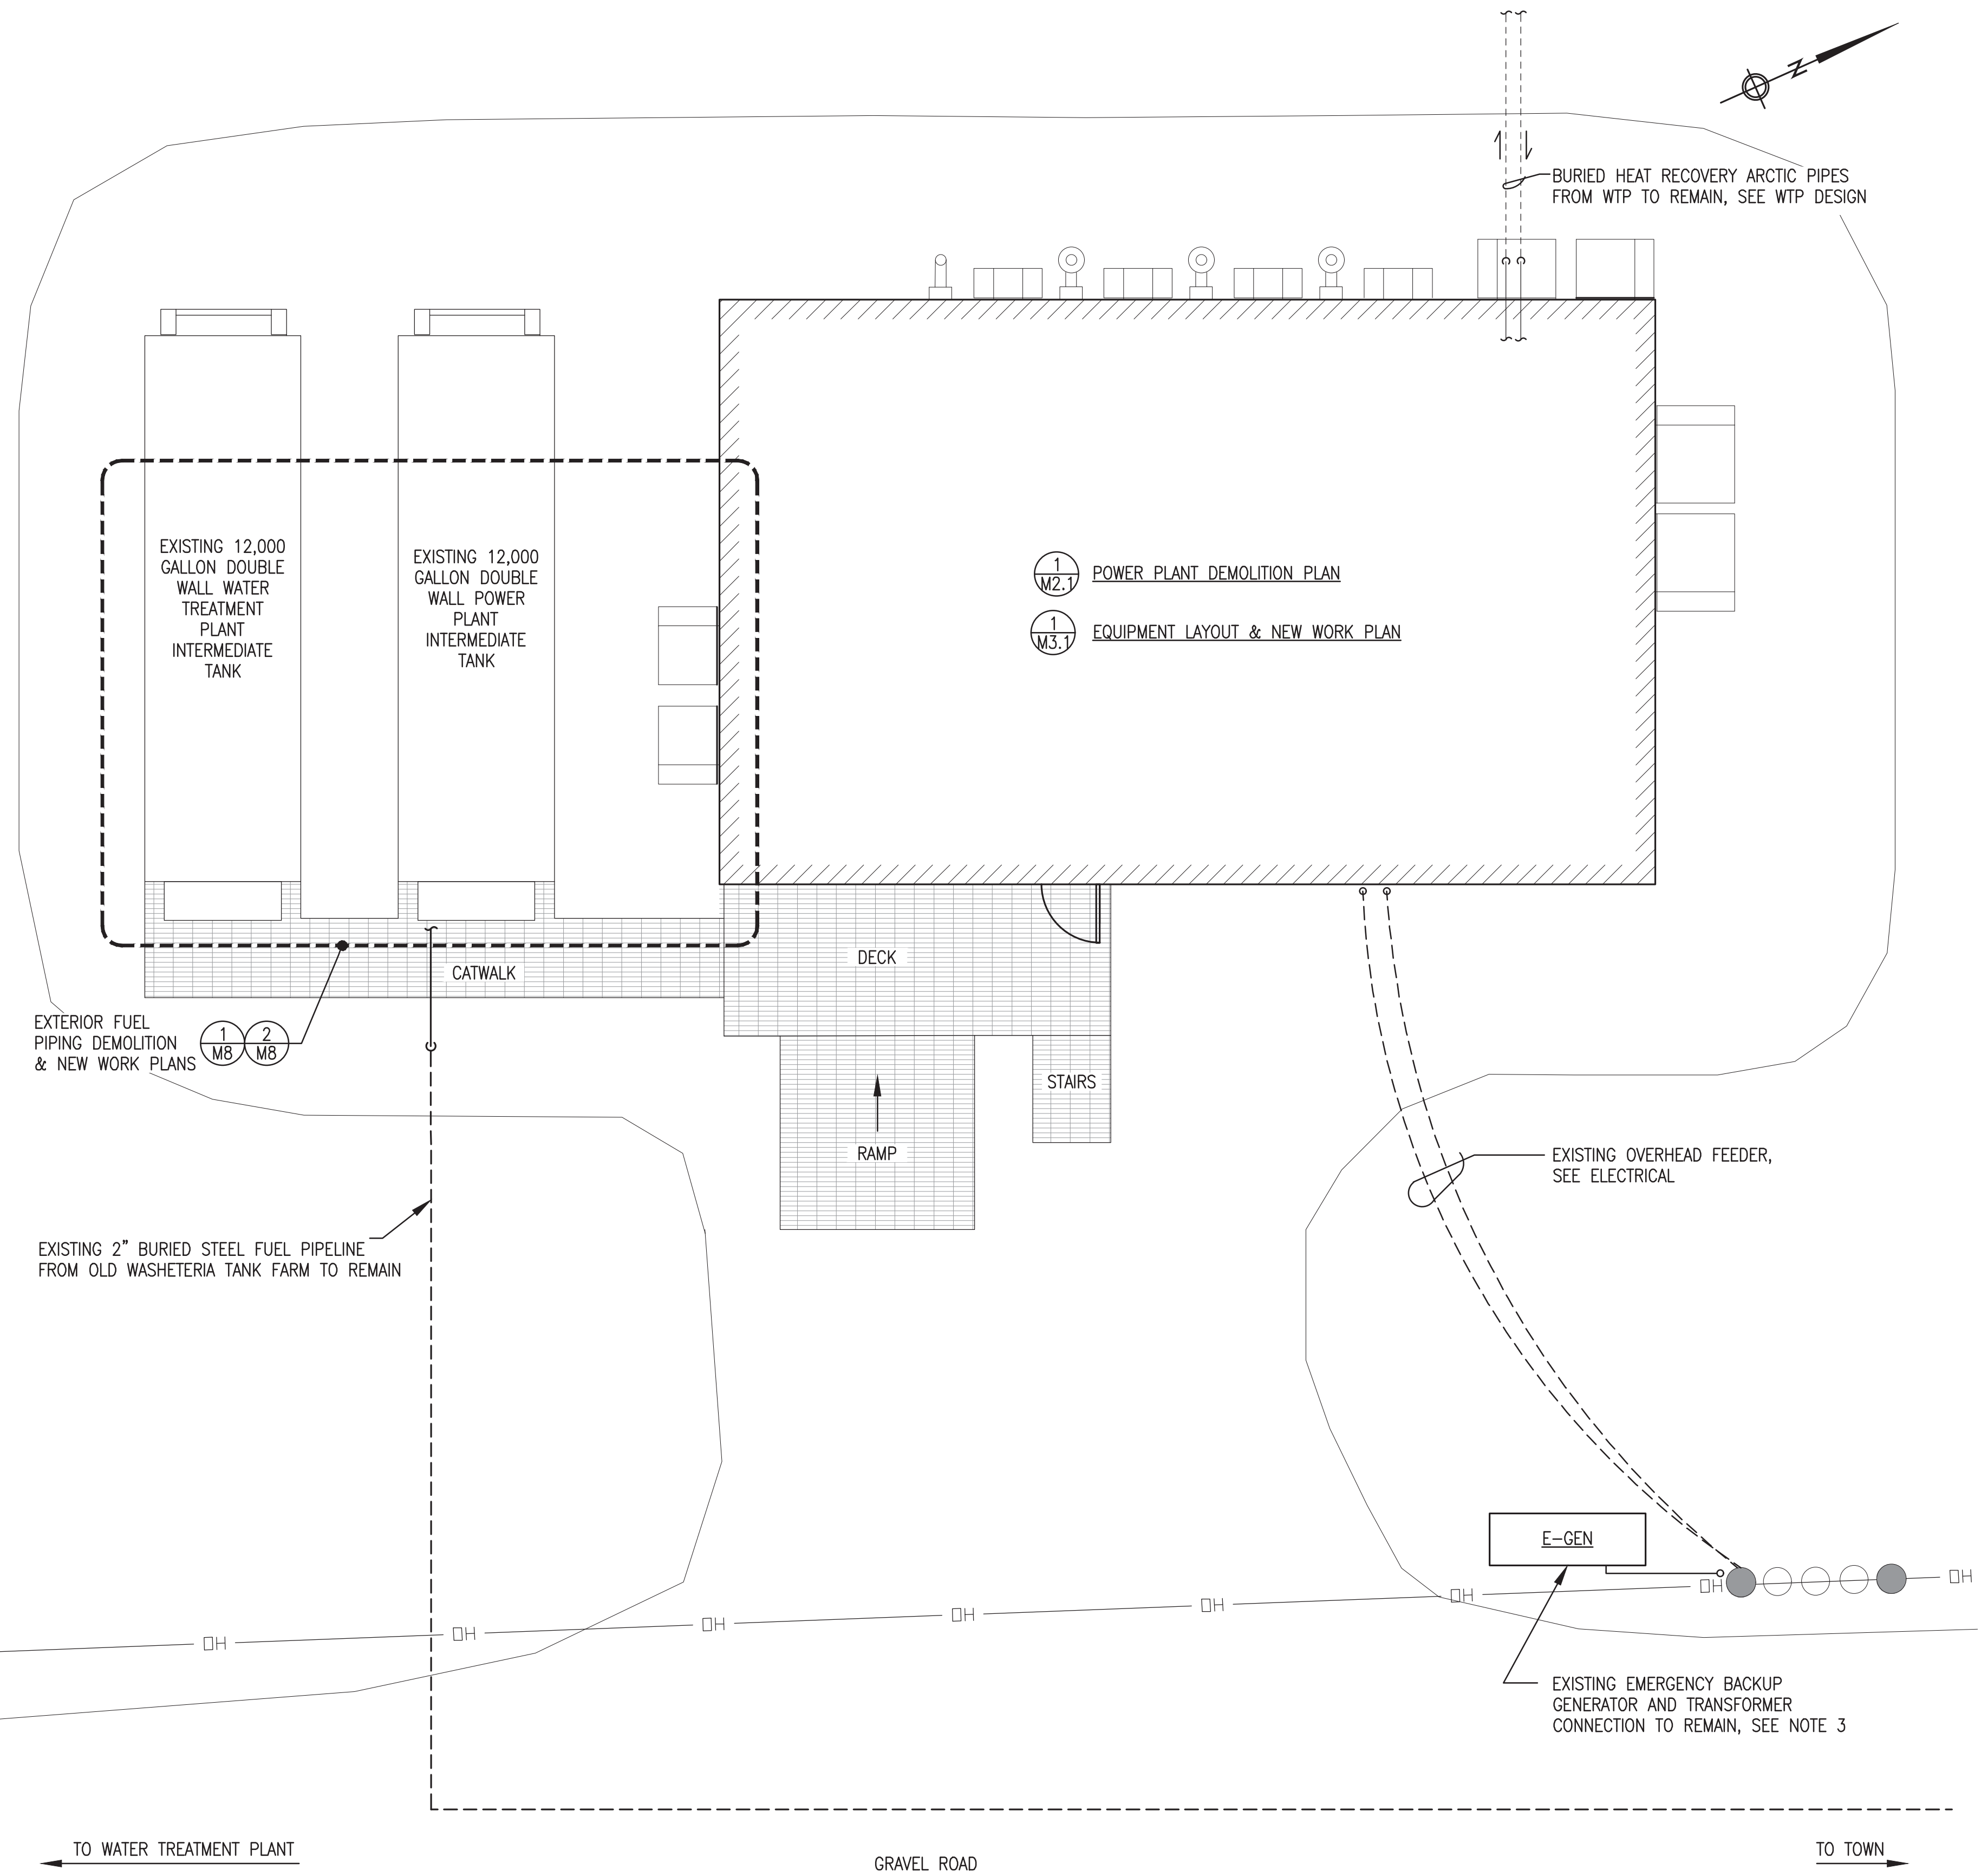 N
BURIED HEAT RECOVERY ARCTIC PIPES
FROM WTP TO REMAIN, SEE WTP DESIGN
EXISTING 12,000
GALLON DOUBLE
WALL WATER
TREATMENT
PLANT
INTERMEDIATE
TANK
EXISTING 12,000
GALLON DOUBLE
WALL POWER
PLANT
INTERMEDIATE
TANK
1
M2.1
POWER PLANT DEMOLITION PLAN
1
M3.1
EQUIPMENT LAYOUT & NEW WORK PLAN
DECK
CATWALK
EXTERIOR FUEL
PIPING DEMOLITION
& NEW WORK PLANS
1
M8
2
M8
STAIRS
RAMP
EXISTING OVERHEAD FEEDER,
SEE ELECTRICAL
EXISTING 2" BURIED STEEL FUEL PIPELINE
FROM OLD WASHETERIA TANK FARM TO REMAIN
E-GEN
OH
OH
OH
OH
OH
OH
OH
OH
EXISTING EMERGENCY BACKUP
GENERATOR AND TRANSFORMER
CONNECTION TO REMAIN, SEE NOTE 3
TO WATER TREATMENT PLANT
GRAVEL ROAD
TO TOWN